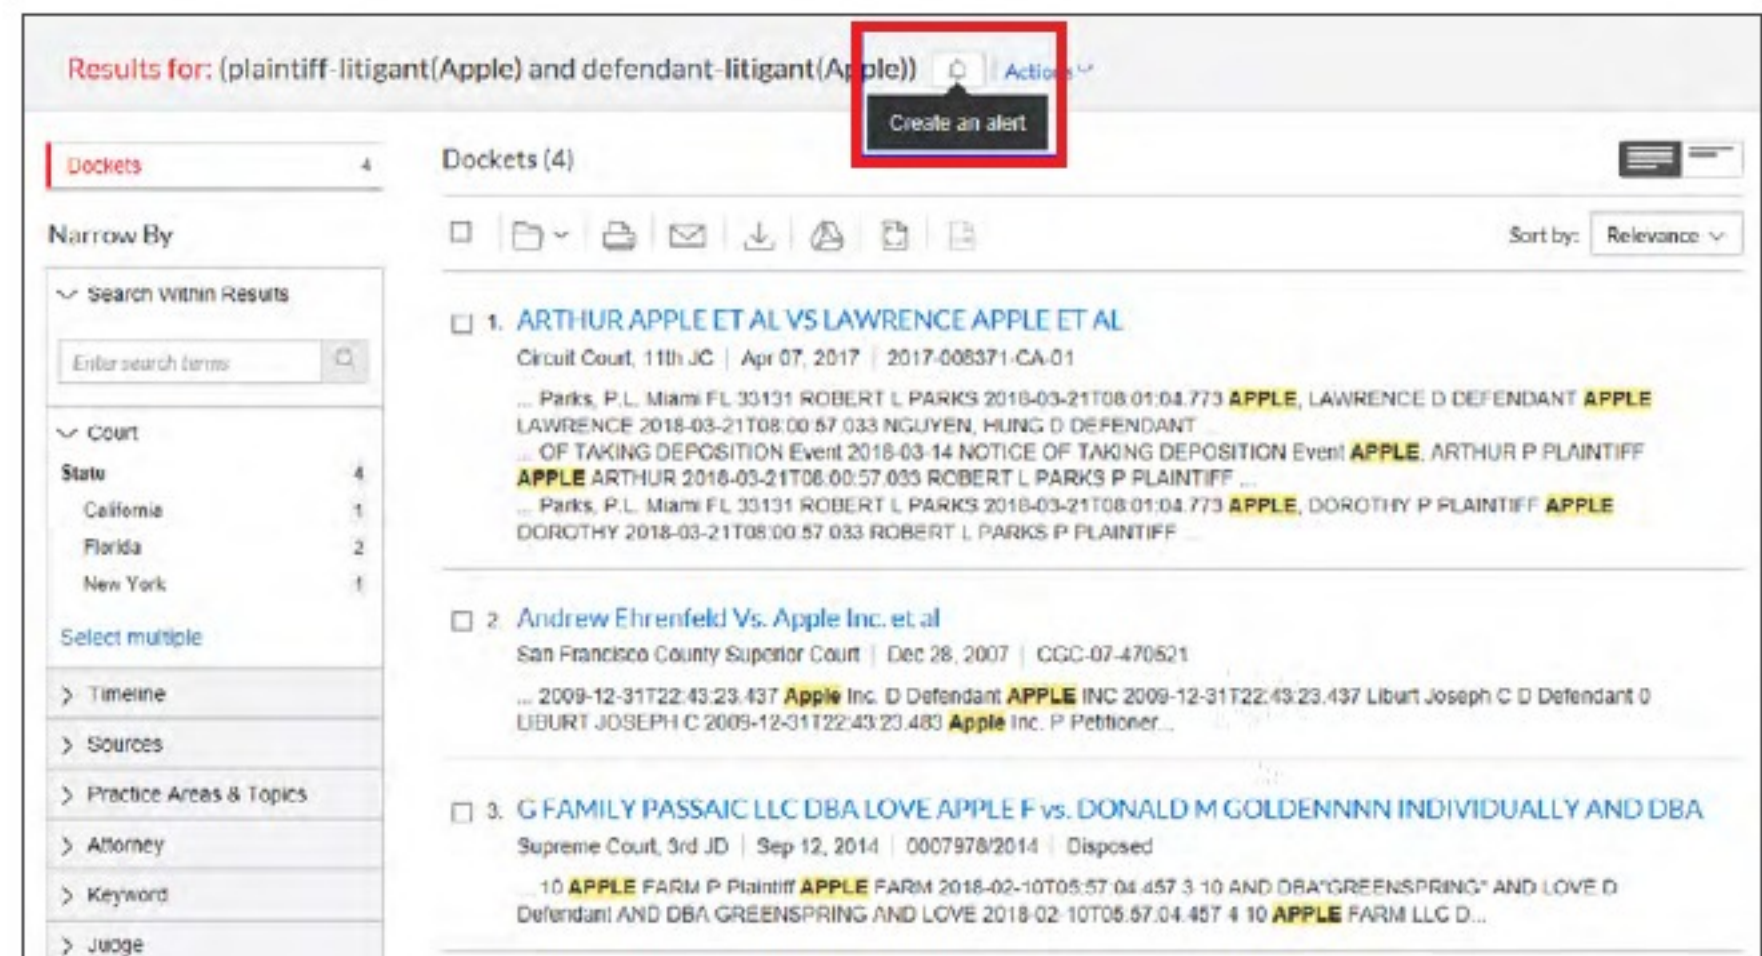 Results for: (plaintiff-litigant(Apple) and defendant-litigant(Apple)) Actions
Create an alert
Dockets 4
Narrow By
Search Within Results
Enter search terms
Court
State 4
California 1
Florida 2
New York 1
Select multiple
Timeline
Sources
Practice Areas & Topics
Attorney
Keyword
Judge
Dockets (4)
Sort by: Relevance
1. ARTHUR APPLE ET AL VS LAWRENCE APPLE ET AL
Circuit Court, 11th JC | Apr 07, 2017 | 2017-008371-CA-01
... Parks, P.L. Miami FL 33131 ROBERT L PARKS 2018-03-21T08:01:04.773 APPLE, LAWRENCE D DEFENDANT APPLE
LAWRENCE 2018-03-21T08:00:57.033 NGUYEN, HUNG D DEFENDANT
... OF TAKING DEPOSITION Event 2018-03-14 NOTICE OF TAKING DEPOSITION Event APPLE, ARTHUR P PLAINTIFF
APPLE ARTHUR 2018-03-21T08:00:57.033 ROBERT L PARKS P PLAINTIFF ...
... Parks, P.L. Miami FL 33131 ROBERT L PARKS 2018-03-21T08:01:04.773 APPLE, DOROTHY P PLAINTIFF APPLE
DOROTHY 2018-03-21T08:00:57.033 ROBERT L PARKS P PLAINTIFF ...
2 Andrew Ehrenfeld Vs. Apple Inc. et al
San Francisco County Superior Court | Dec 28, 2007 | CGC-07-470521
... 2009-12-31T22:43:23.437 Apple Inc. D Defendant APPLE INC 2009-12-31T22:43:23.437 Liburt Joseph C D Defendant 0
LIBURT JOSEPH C 2009-12-31T22:43:23.483 Apple Inc. P Petitioner...
3. G FAMILY PASSAIC LLC DBA LOVE APPLE F vs. DONALD M GOLDENNNN INDIVIDUALLY AND DBA
Supreme Court, 3rd JD | Sep 12, 2014 | 0007978/2014 | Disposed
... 10 APPLE FARM P Plaintiff APPLE FARM 2018-02-10T05:57:04.457 3 10 AND DBA"GREENSPRING" AND LOVE D
Defendant AND DBA GREENSPRING AND LOVE 2018-02-10T05:57:04.457 4 10 APPLE FARM LLC D...